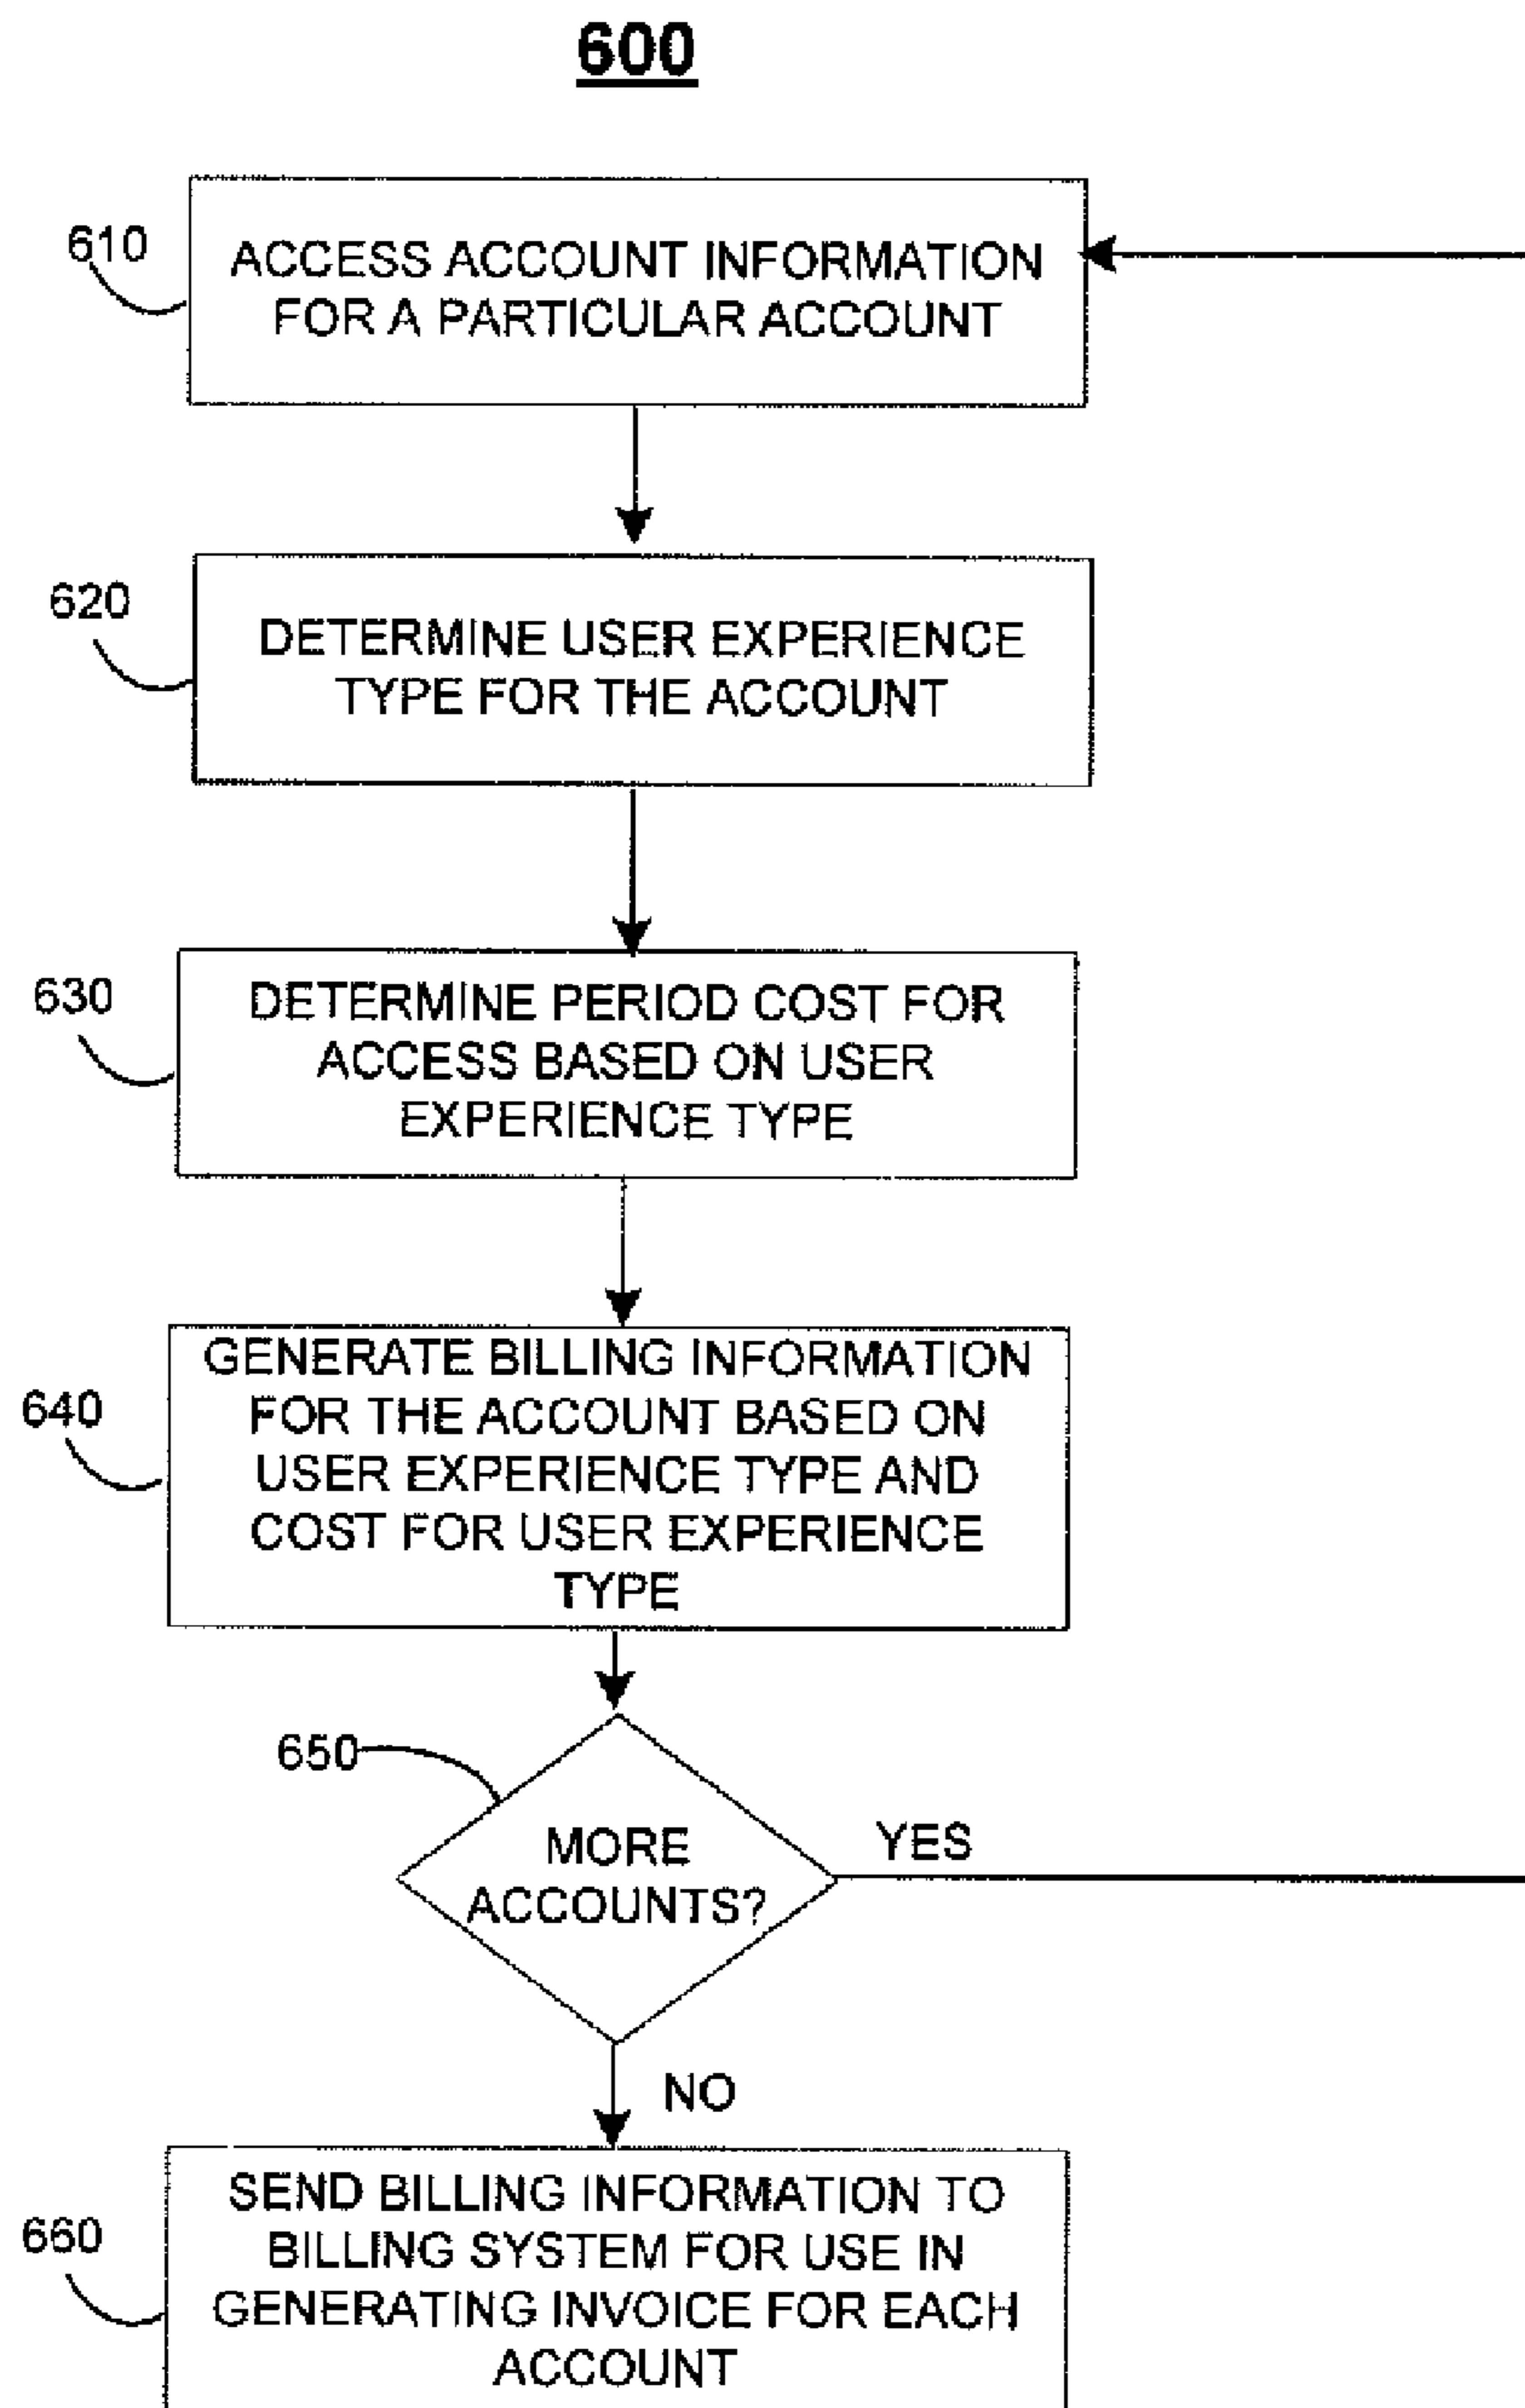 600
610
ACCESS ACCOUNT INFORMATION
FOR A PARTICULAR ACCOUNT
620
DETERMINE USER EXPERIENCE
TYPE FOR THE ACCOUNT
630
DETERMINE PERIOD COST FOR
ACCESS BASED ON USER
EXPERIENCE TYPE
640
GENERATE BILLING INFORMATION
FOR THE ACCOUNT BASED ON
USER EXPERIENCE TYPE AND
COST FOR USER EXPERIENCE
TYPE
650
MORE
ACCOUNTS?
YES
NO
660
SEND BILLING INFORMATION TO
BILLING SYSTEM FOR USE IN
GENERATING INVOICE FOR EACH
ACCOUNT